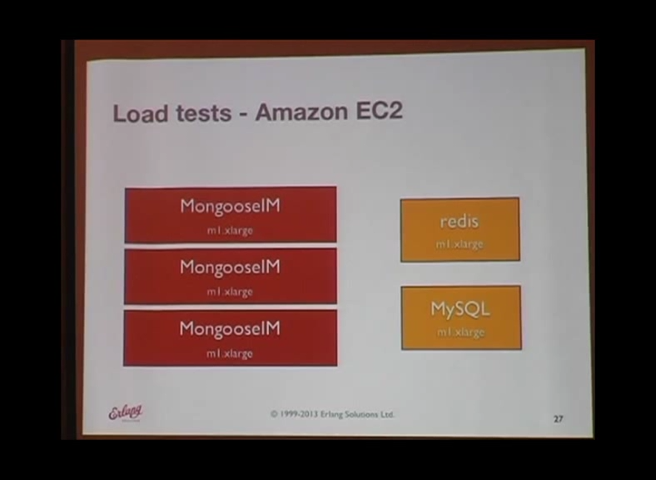 Load tests - Amazon EC2
MongooseIM
m1.xlarge
MongooseIM
m1.xlarge
MongooseIM
m1.xlarge
redis
m1.xlarge
MySQL
m1.xlarge
Erlang
© 1999-2013 Erlang Solutions Ltd.
27